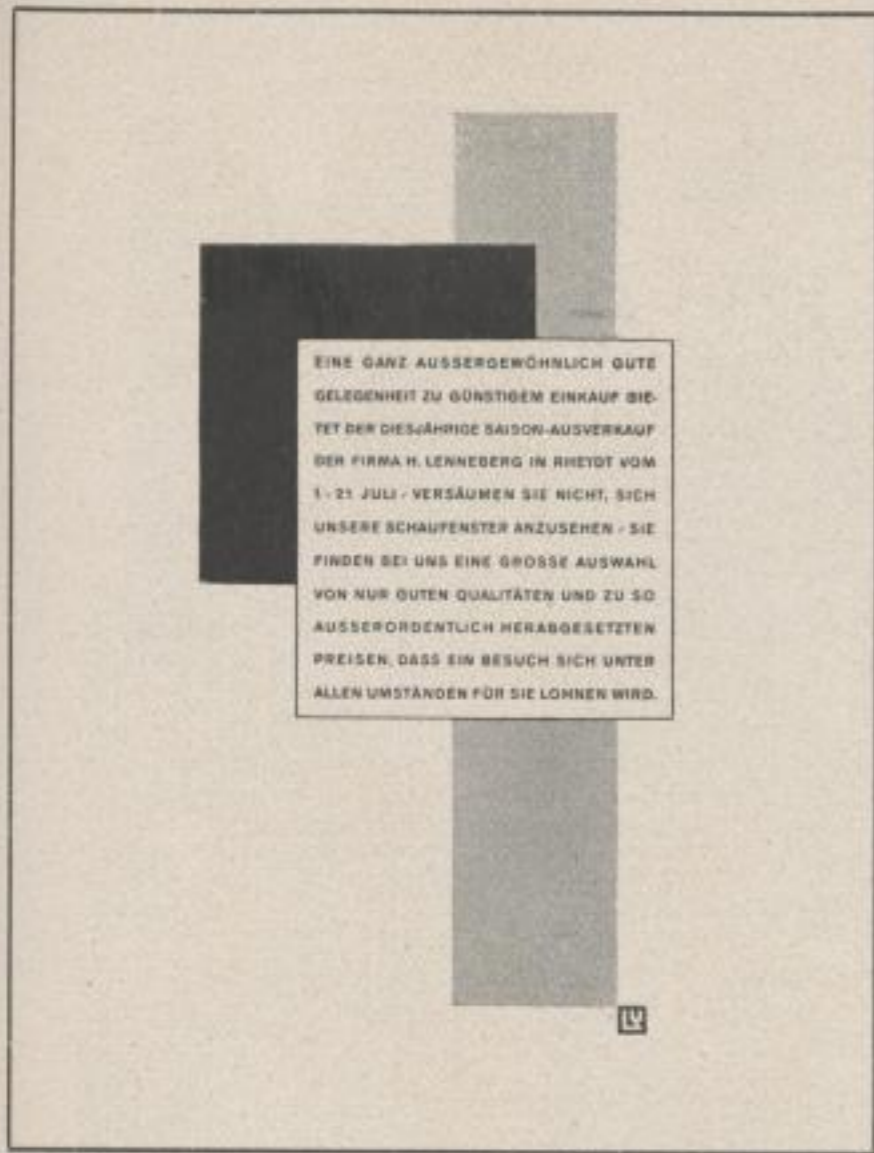 EINE GANZ AUSSERGEWÖHNLICH GUTE
GELEGENHEIT ZU GÜNSTIGEM EINKAUF BIE-
TET DER DIESJÄHRIGE SAISON-AUSVERKAUF
DER FIRMA H. LENNEBERG IN RHEYDT VOM
1 - 21 JULI - VERSÄUMEN SIE NICHT, SICH
UNSERE SCHAUFENSTER ANZUSEHEN - SIE
FINDEN BEI UNS EINE GROSSE AUSWAHL
VON NUR GUTEN QUALITÄTEN UND ZU SO
AUSSERORDENTLICH HERABGESETZTEN
PREISEN, DASS EIN BESUCH SICH UNTER
ALLEN UMSTÄNDEN FÜR SIE LOHNEN WIRD.